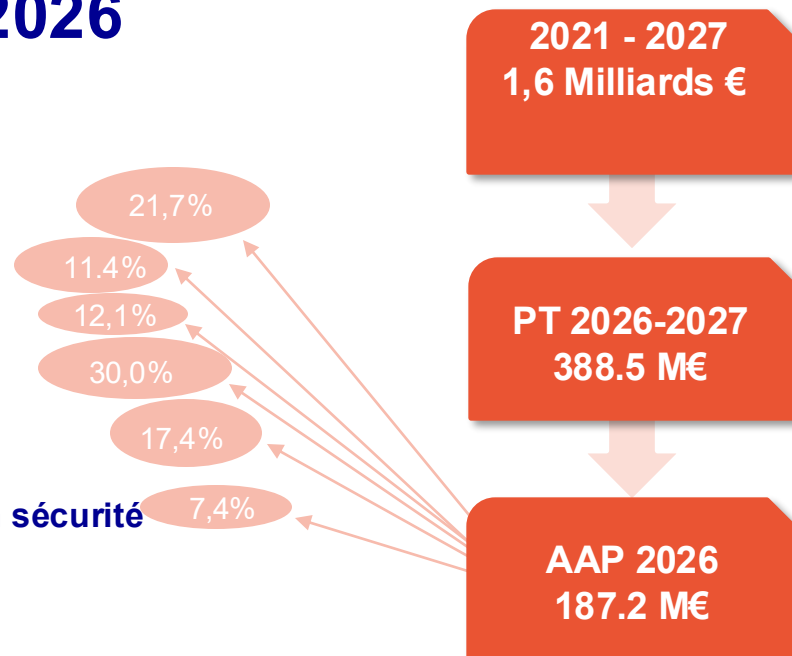 2026
2021 - 2027
1,6 Milliards €
21,7%
11.4%
12,1%
30,0%
17,4%
sécurité 7,4%
PT 2026-2027
388.5 M€
AAP 2026
187.2 M€